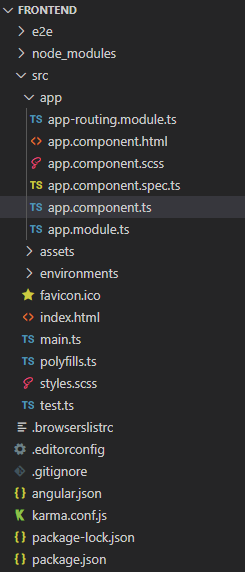 FRONTEND
e2e
node_modules
src
app
TS app-routing.module.ts
<> app.component.html
app.component.scss
TS app.component.spec.ts
TS app.component.ts
TS app.module.ts
assets
environments
favicon.ico
<> index.html
TS main.ts
TS polyfills.ts
styles.scss
TS test.ts
.browserslistrc
.editorconfig
.gitignore
{} angular.json
karma.conf.js
{} package-lock.json
{} package.json